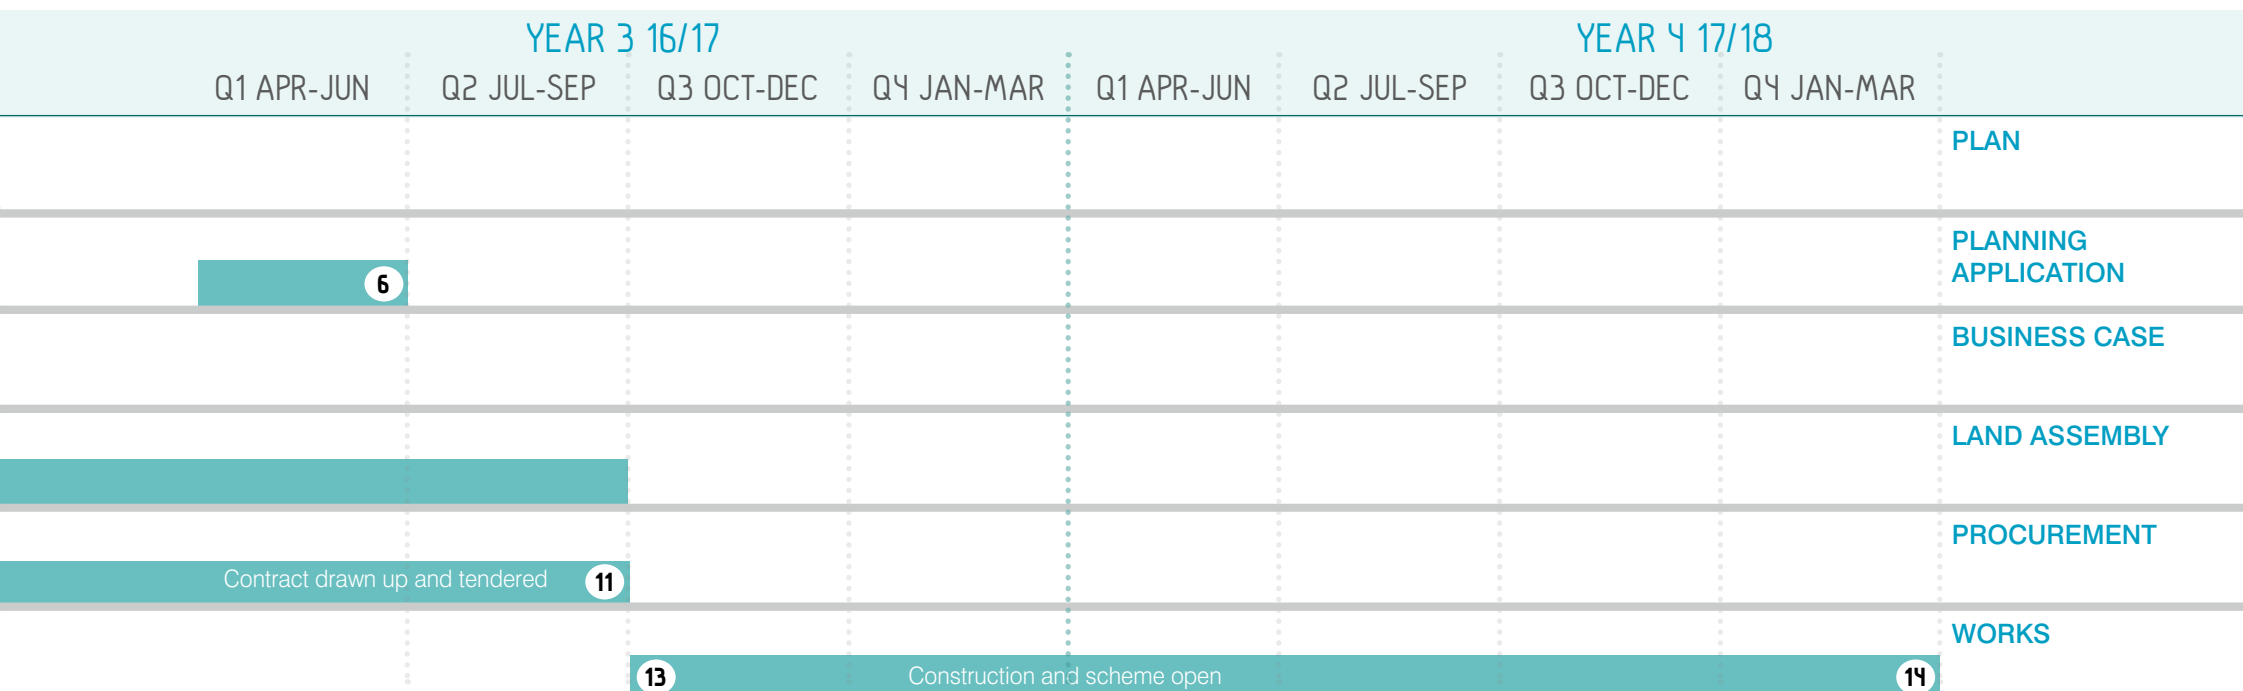 YEAR 3 16/17
YEAR 4 17/18
Q1 APR-JUN
Q2 JUL-SEP
Q3 OCT-DEC
Q4 JAN-MAR
Q1 APR-JUN
Q2 JUL-SEP
Q3 OCT-DEC
Q4 JAN-MAR
PLAN
PLANNING
APPLICATION
6
BUSINESS CASE
LAND ASSEMBLY
PROCUREMENT
Contract drawn up and tendered
11
WORKS
13
Construction and scheme open
14